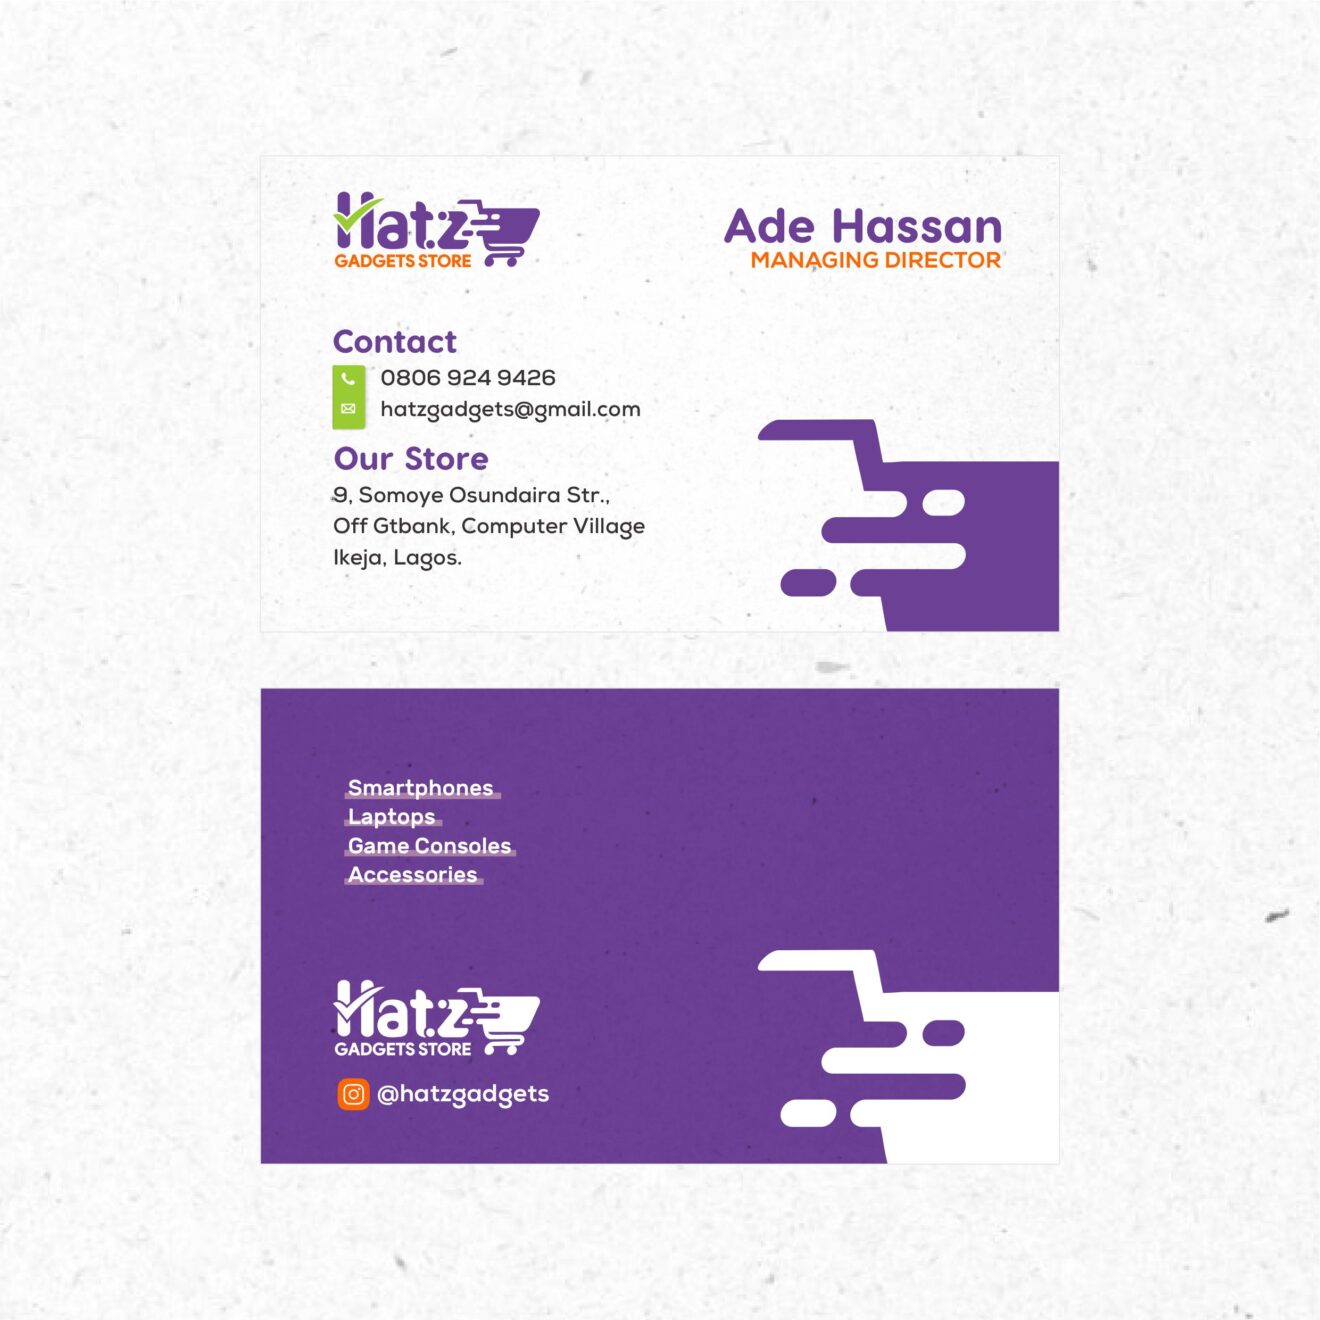 Hatz
GADGETS STORE
Ade Hassan
MANAGING DIRECTOR
Contact
0806 924 9426
hatzgadgets@gmail.com
Our Store
9, Somoye Osundaira Str.,
Off Gtbank, Computer Village
Ikeja, Lagos.
Smartphones
Laptops
Game Consoles
Accessories
Hatz
GADGETS STORE
@hatzgadgets